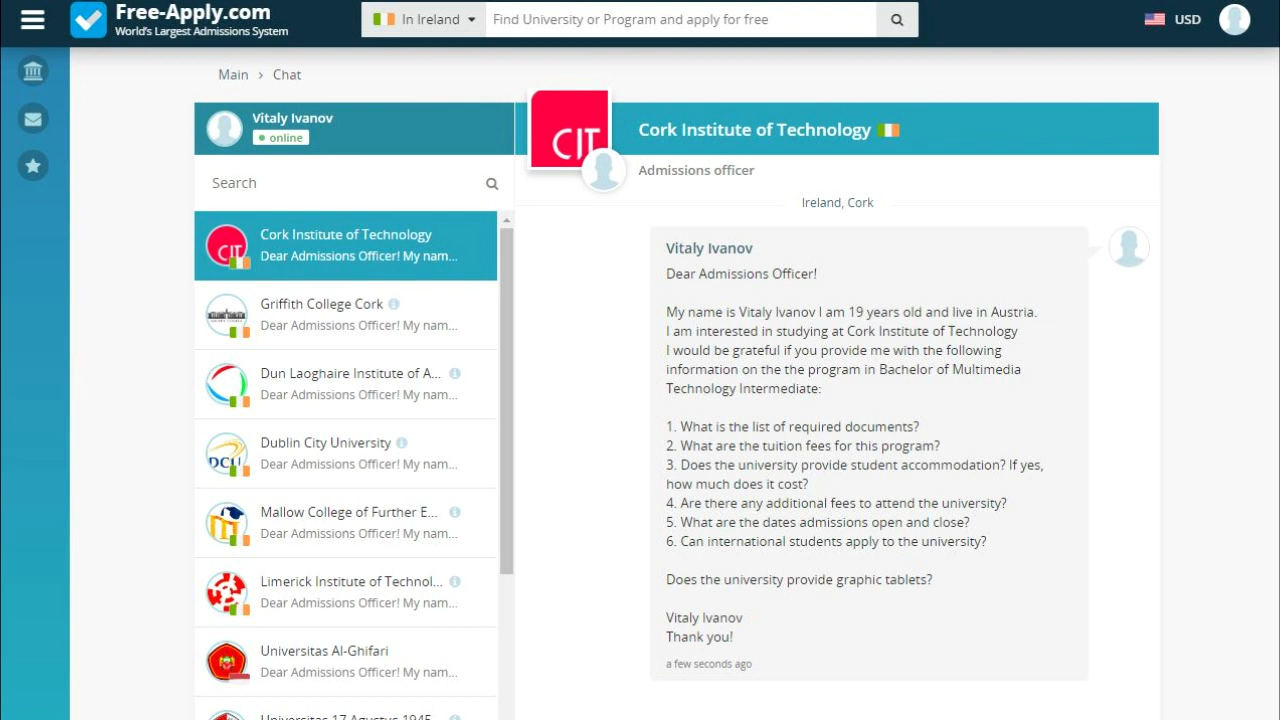 Free-Apply.com
World's Largest Admissions System
In Ireland
Find University or Program and apply for free
USD
Main › Chat
Vitaly Ivanov
online
Search
CIT Cork Institute of Technology
Dear Admissions Officer! My nam...
Griffith College Cork
Dear Admissions Officer! My nam...
Dun Laoghaire Institute of A...
Dear Admissions Officer! My nam...
DCU Dublin City University
Dear Admissions Officer! My nam...
Mallow College of Further E...
Dear Admissions Officer! My nam...
Limerick Institute of Technol...
Dear Admissions Officer! My nam...
Universitas Al-Ghifari
Dear Admissions Officer! My nam...
Universitas 17 Agustus 1945
CIT
Cork Institute of Technology
Admissions officer
Ireland, Cork
Vitaly Ivanov
Dear Admissions Officer!
My name is Vitaly Ivanov I am 19 years old and live in Austria.
I am interested in studying at Cork Institute of Technology
I would be grateful if you provide me with the following
information on the the program in Bachelor of Multimedia
Technology Intermediate:
1. What is the list of required documents?
2. What are the tuition fees for this program?
3. Does the university provide student accommodation? If yes,
how much does it cost?
4. Are there any additional fees to attend the university?
5. What are the dates admissions open and close?
6. Can international students apply to the university?
Does the university provide graphic tablets?
Vitaly Ivanov
Thank you!
a few seconds ago